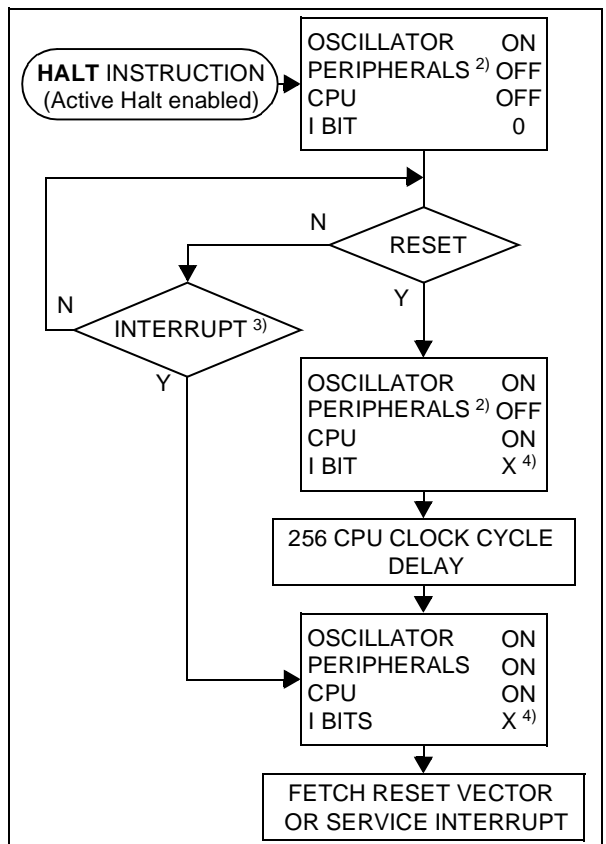 HALT INSTRUCTION
(Active Halt enabled)
OSCILLATOR ON
PERIPHERALS 2) OFF
CPU OFF
I BIT 0
N
RESET
Y
N
INTERRUPT 3)
Y
OSCILLATOR ON
PERIPHERALS 2) OFF
CPU ON
I BIT X 4)
256 CPU CLOCK CYCLE
DELAY
OSCILLATOR ON
PERIPHERALS ON
CPU ON
I BITS X 4)
FETCH RESET VECTOR
OR SERVICE INTERRUPT